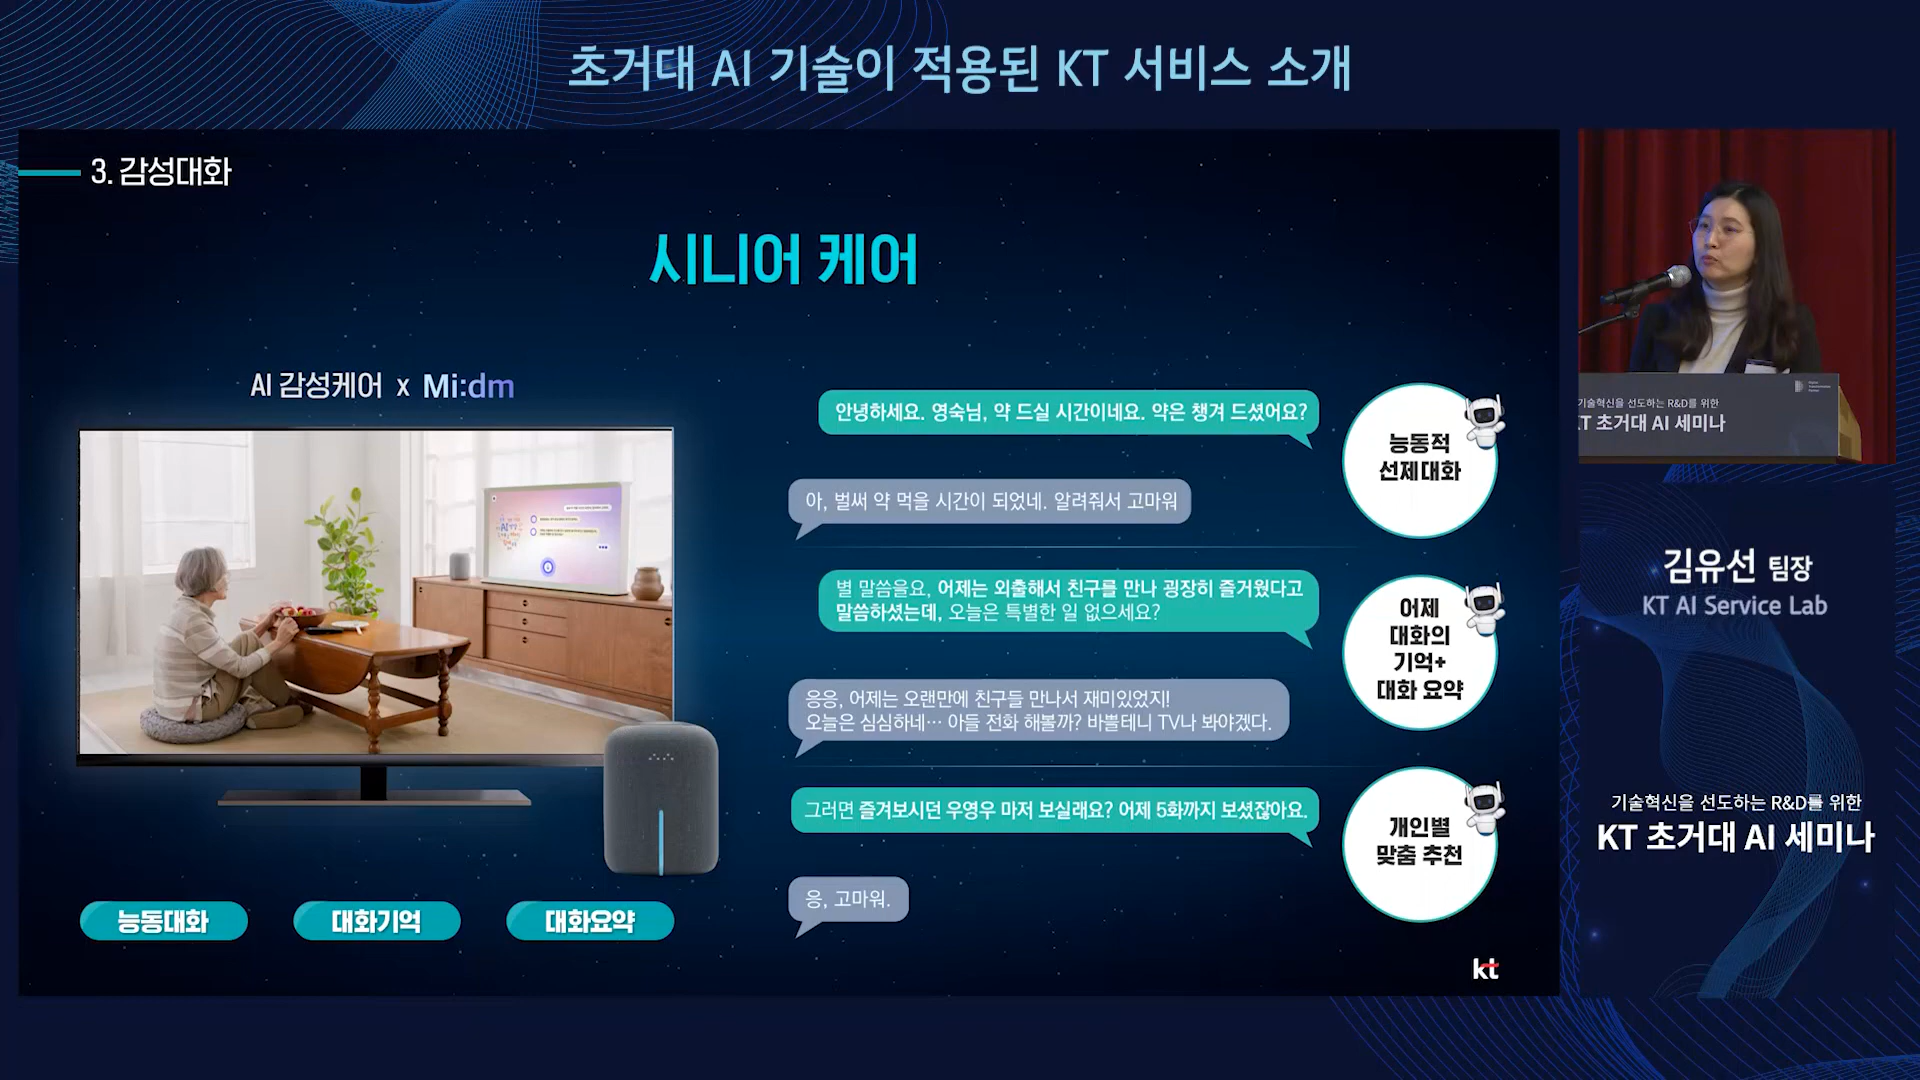 초거대 AI 기술이 적용된 KT 서비스 소개
3. 감성대화
시니어 케어
AI 감성케어 x Mi:dm
안녕하세요. 영숙님, 약 드실 시간이네요. 약은 챙겨 드셨어요?
능동적
선제대화
아, 벌써 약 먹을 시간이 되었네. 알려줘서 고마워
별 말씀을요, 어제는 외출해서 친구를 만나 굉장히 즐거웠다고
말씀하셨는데, 오늘은 특별한 일 없으세요?
어제
대화의
기억+
대화 요약
응응, 어제는 오랜만에 친구들 만나서 재미있었지!
오늘은 심심하네… 아들 전화 해볼까? 바쁠테니 TV나 봐야겠다.
그러면 즐겨보시던 우영우 마저 보실래요? 어제 5화까지 보셨잖아요.
개인별
맞춤 추천
응, 고마워.
능동대화
대화기억
대화요약
kt
기술혁신을 선도하는 R&D를 위한
KT 초거대 AI 세미나
김유선 팀장
KT AI Service Lab
기술혁신을 선도하는 R&D를 위한
KT 초거대 AI 세미나